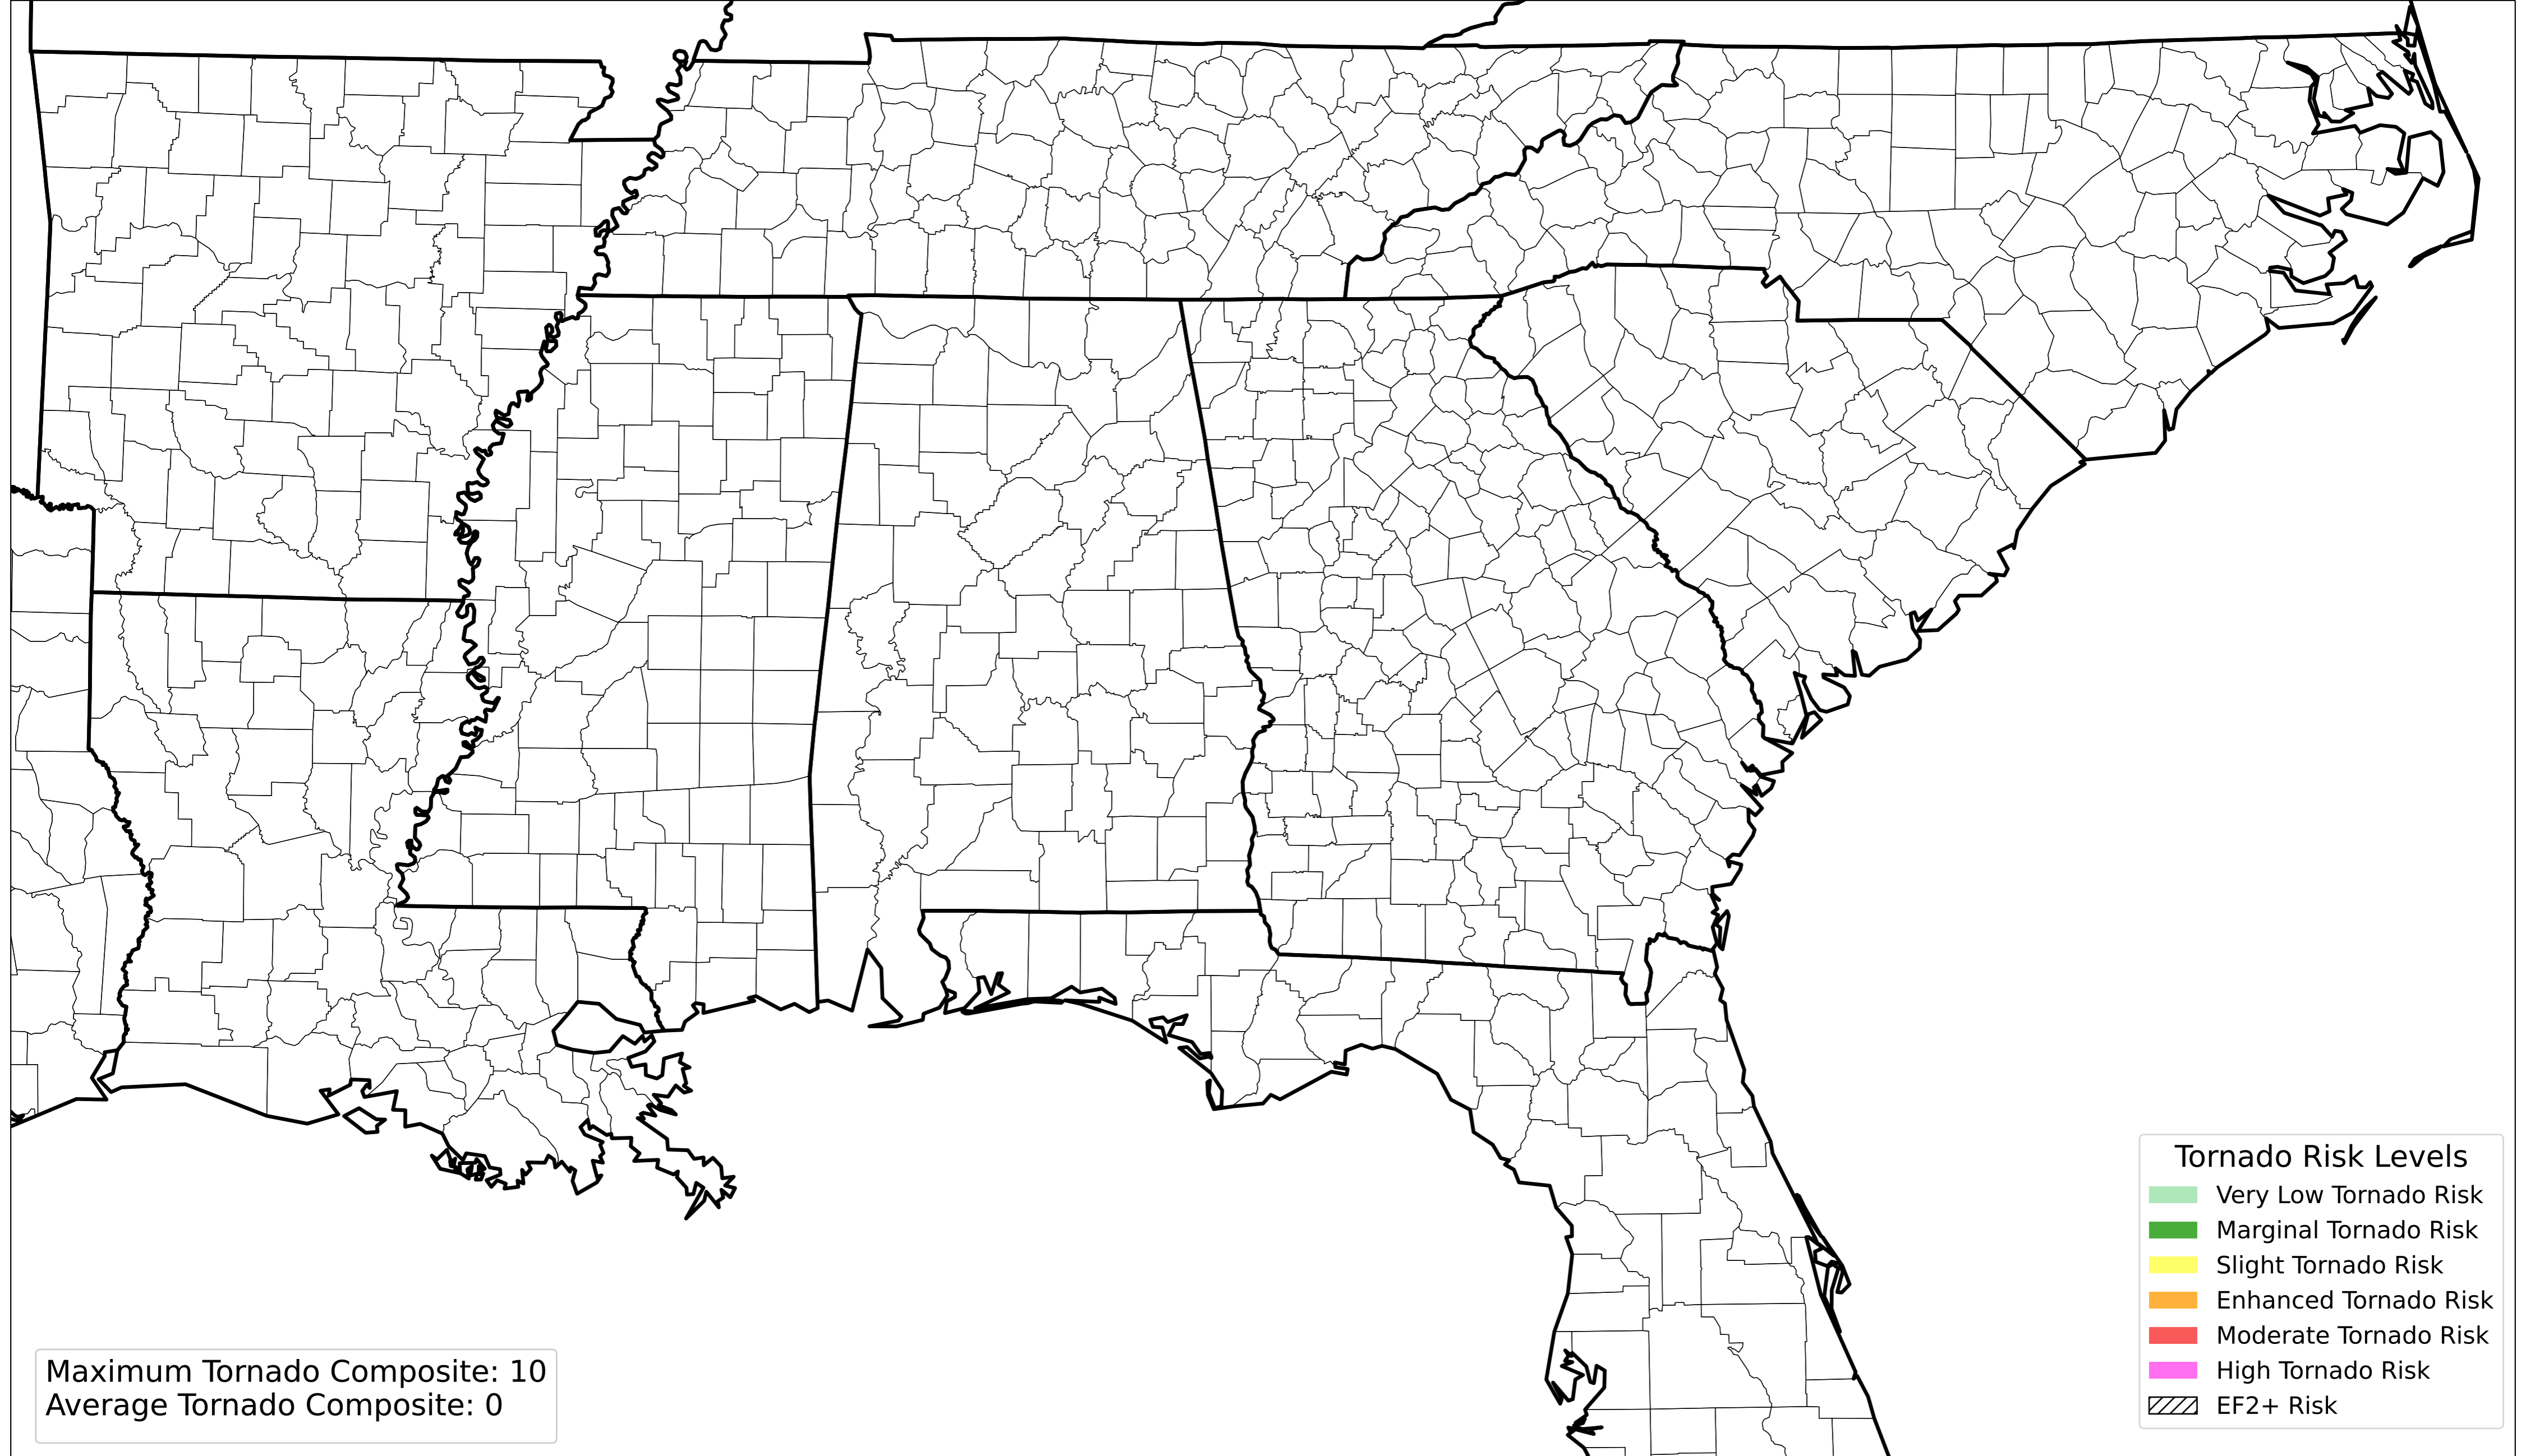 Tornado Risk Levels
Very Low Tornado Risk
Marginal Tornado Risk
Slight Tornado Risk
Enhanced Tornado Risk
Moderate Tornado Risk
High Tornado Risk
EF2+ Risk
Maximum Tornado Composite: 10
Average Tornado Composite: 0